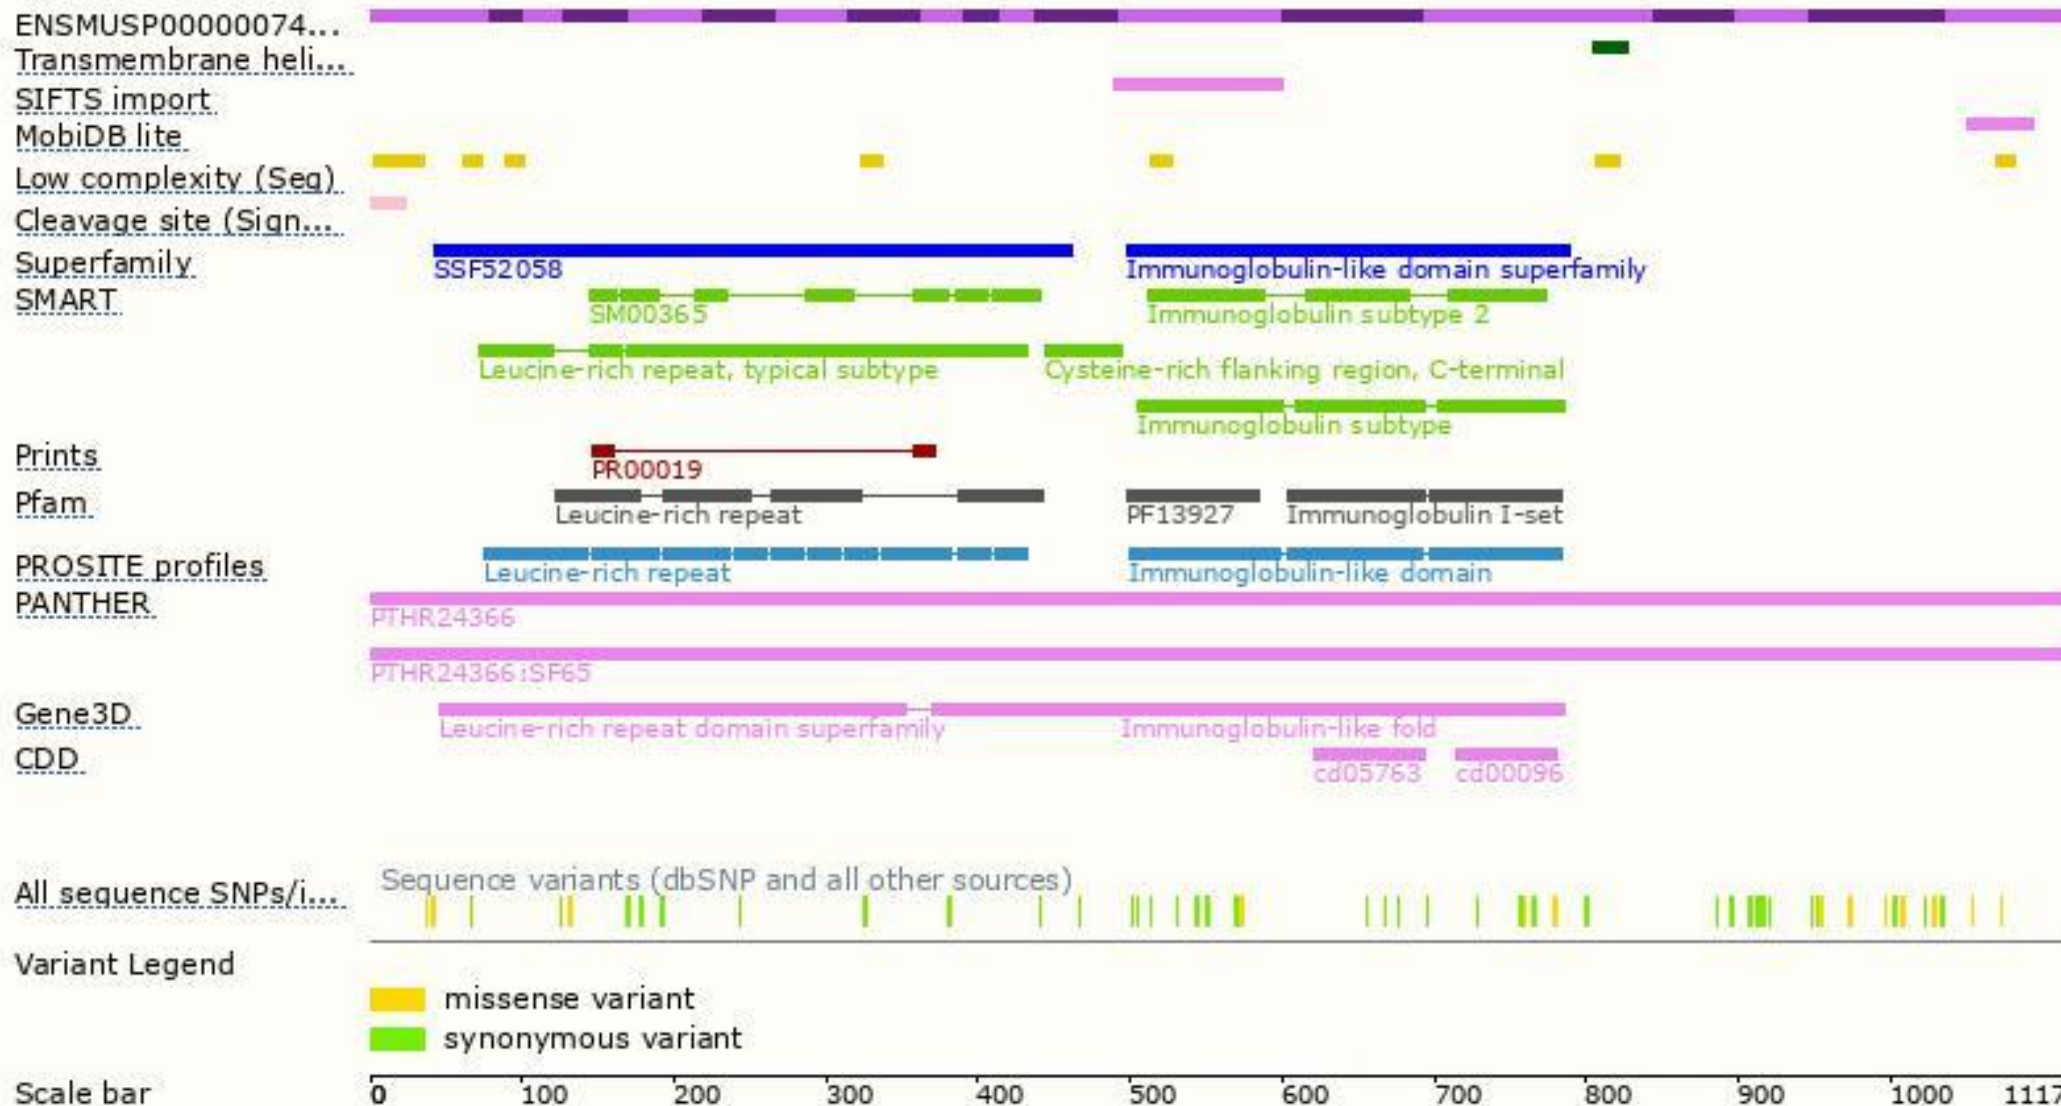 ENSMUSP00000074...
Transmembrane heli...
SIFTS import
MobiDB lite
Low complexity (Seg)
Cleavage site (Sign...
Superfamily
SSF52058 Immunoglobulin-like domain superfamily
SMART
SM00365 Immunoglobulin subtype 2
Leucine-rich repeat, typical subtype Cysteine-rich flanking region, C-terminal
Immunoglobulin subtype
Prints
PR00019
Pfam
Leucine-rich repeat PF13927 Immunoglobulin I-set
PROSITE profiles
Leucine-rich repeat Immunoglobulin-like domain
PANTHER
PTHR24366
PTHR24366:SF65
Gene3D
Leucine-rich repeat domain superfamily Immunoglobulin-like fold
CDD
cd05763 cd00096
Sequence variants (dbSNP and all other sources)
All sequence SNPs/i...
Variant Legend
missense variant
synonymous variant
Scale bar 0 100 200 300 400 500 600 700 800 900 1000 1117